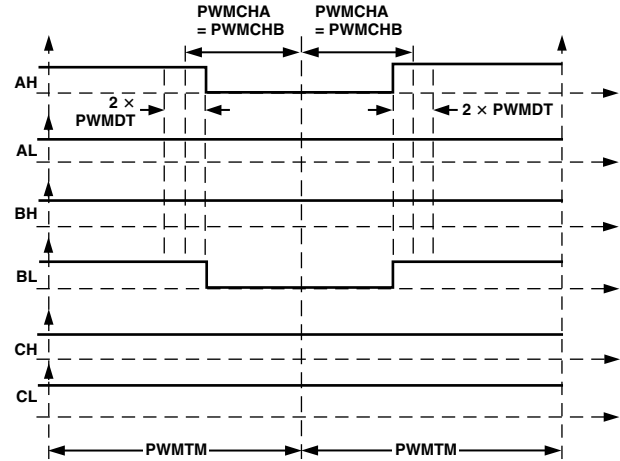 PWMCHA
= PWMCHB
PWMCHA
= PWMCHB
AH
2 ×
PWMDT
2 × PWMDT
AL
BH
BL
CH
CL
PWMTM
PWMTM